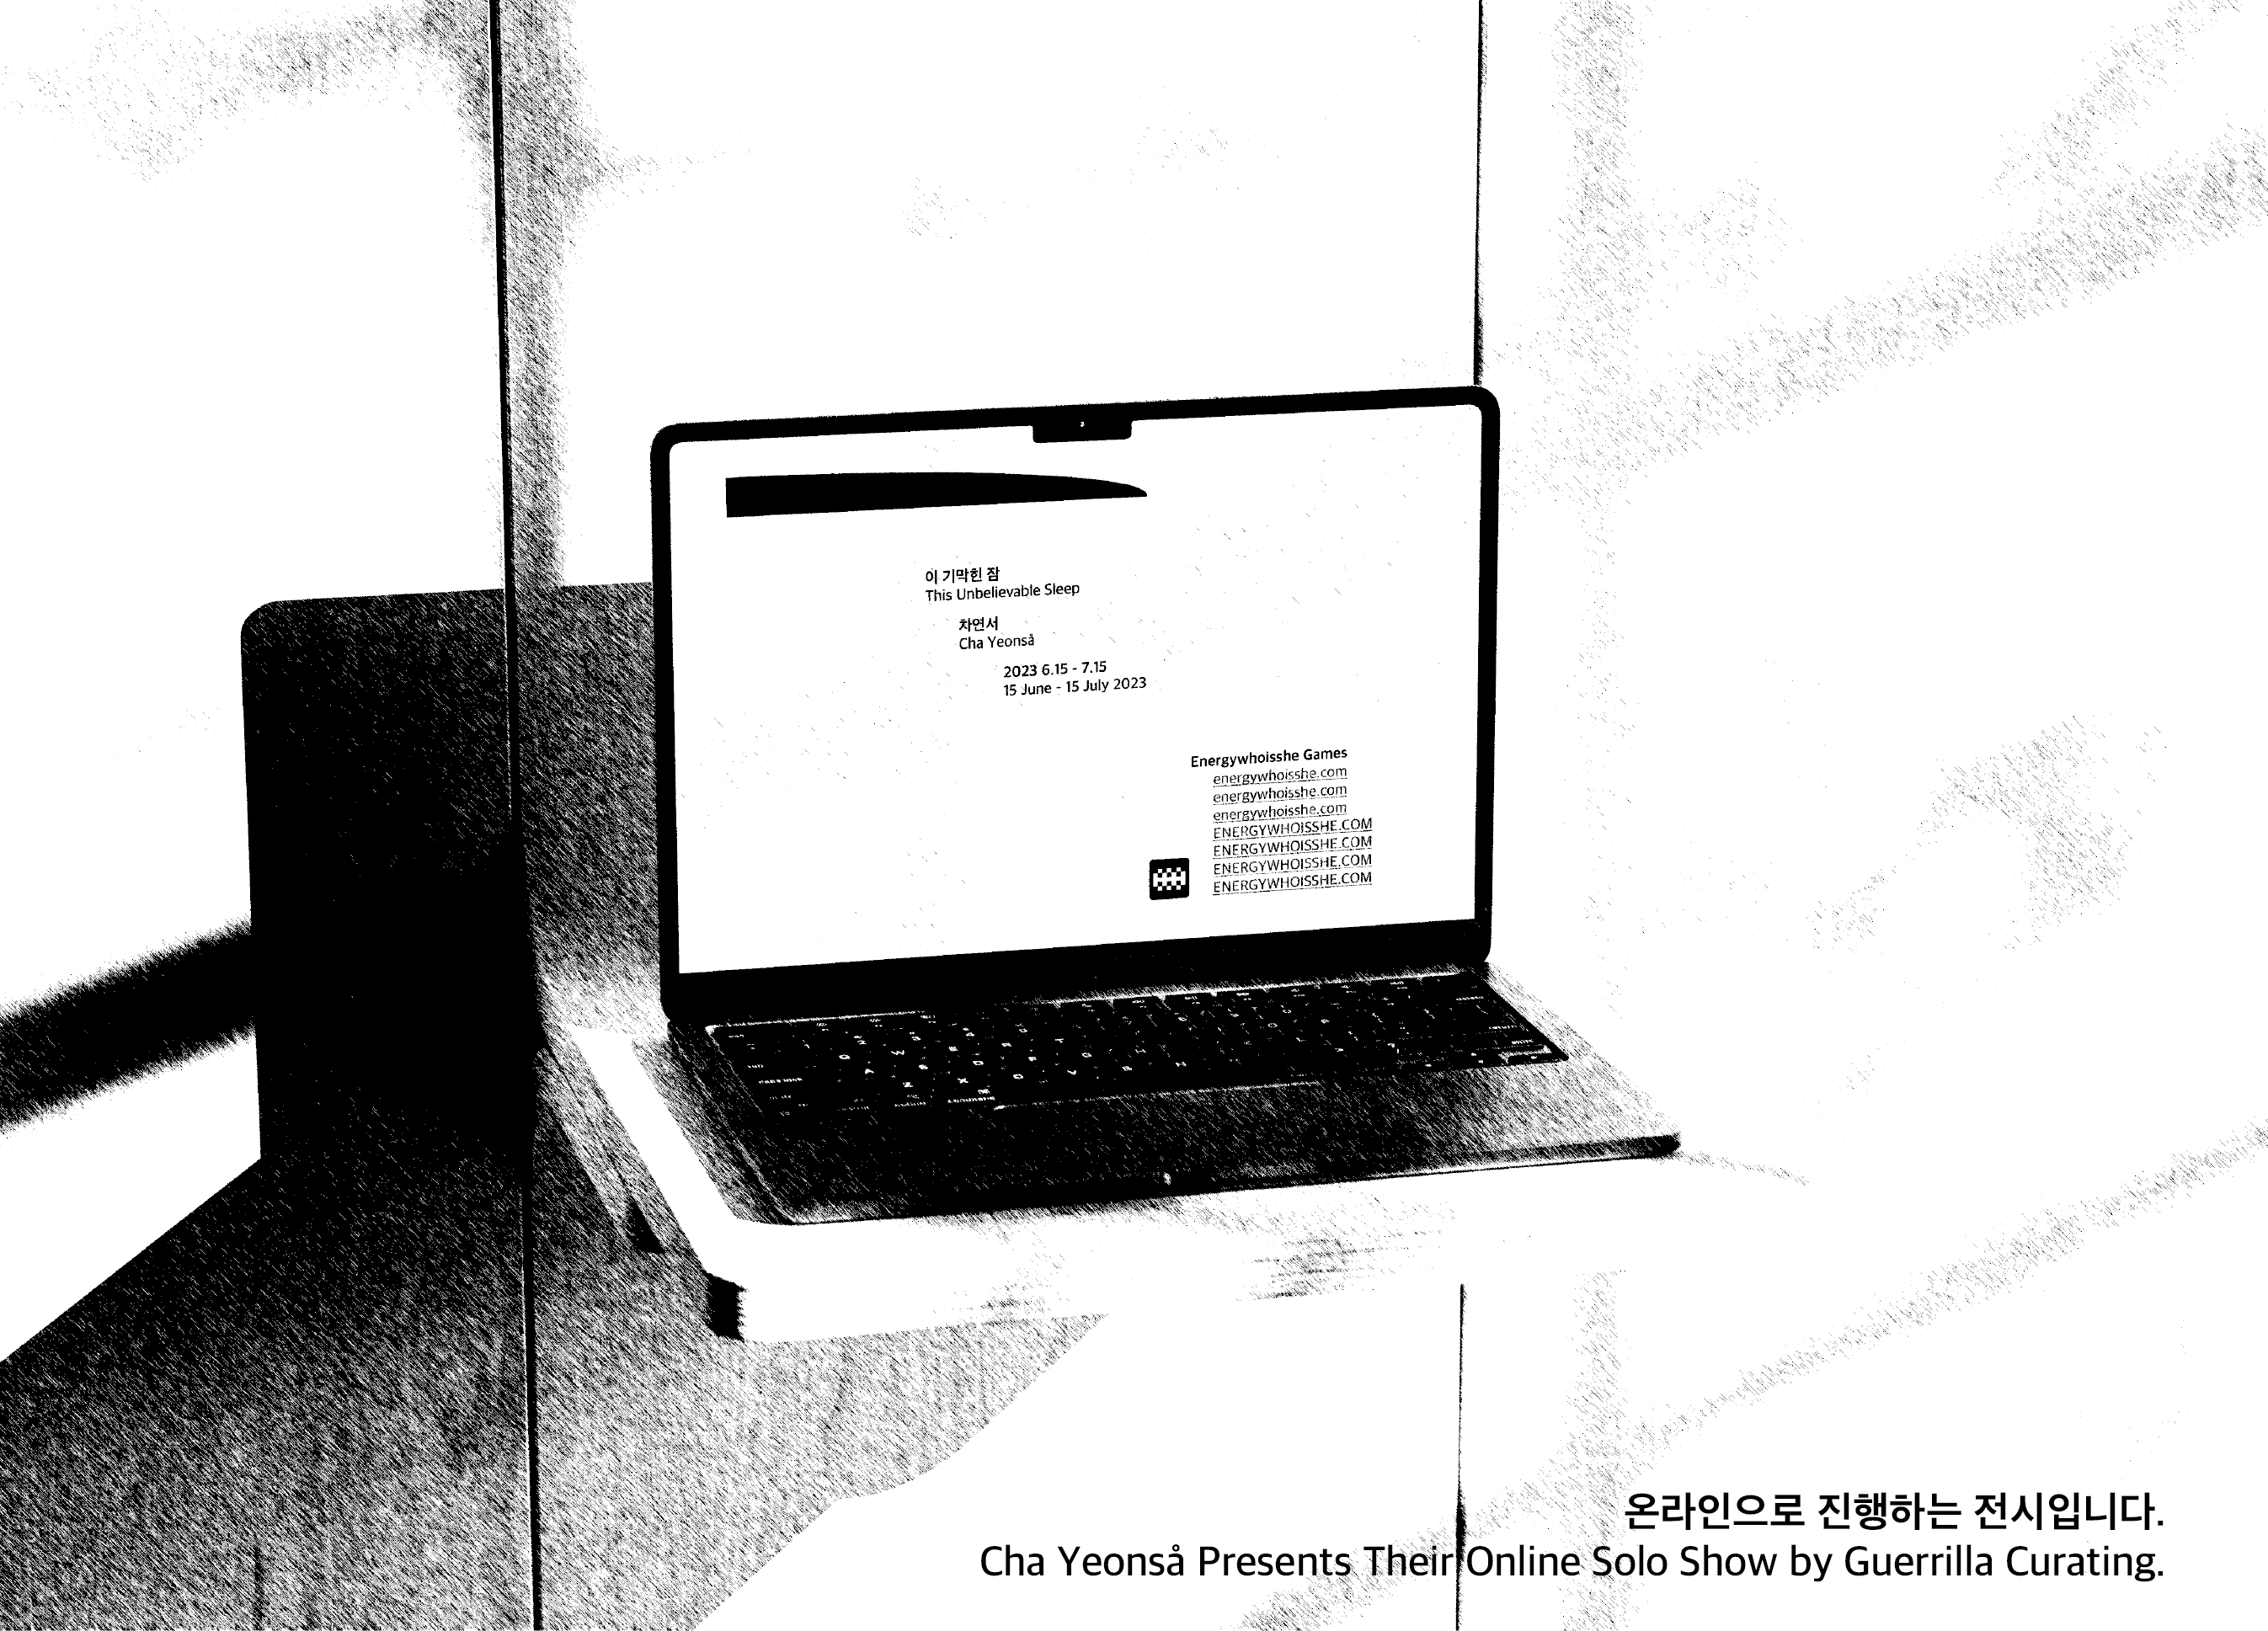 이 기막힌 잠
This Unbelievable Sleep
차연서
Cha Yeonså
2023 6.15 - 7.15
15 June - 15 July 2023
Energywhoisshe Games
energywhoisshe.com
energywhoisshe.com
energywhoisshe.com
ENERGYWHOISSHE.COM
ENERGYWHOISSHE.COM
ENERGYWHOISSHE.COM
ENERGYWHOISSHE.COM
온라인으로 진행하는 전시입니다.
Cha Yeonså Presents Their Online Solo Show by Guerrilla Curating.